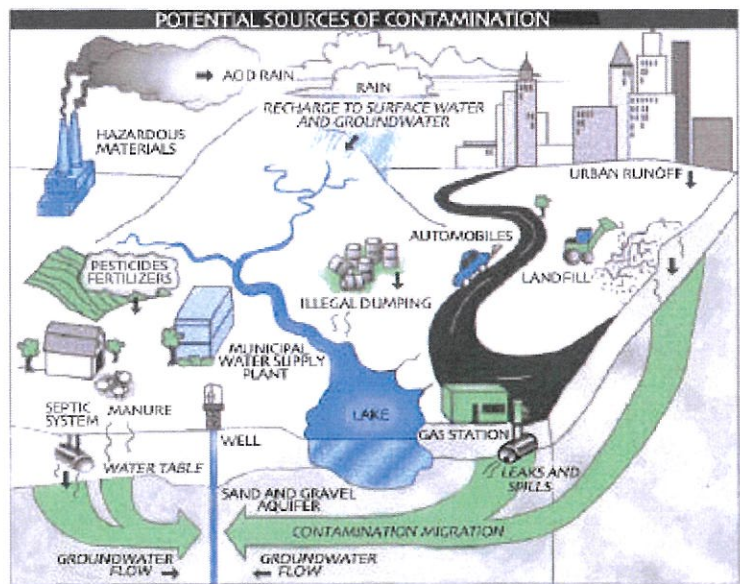 POTENTIAL SOURCES OF CONTAMINATION
ACID RAIN
RAIN
RECHARGE TO SURFACE WATER
AND GROUNDWATER
HAZARDOUS
MATERIALS
URBAN RUNOFF
AUTOMOBILES
PESTICIDES
FERTILIZERS
LANDFILL
ILLEGAL DUMPING
MUNICIPAL
WATER SUPPLY
PLANT
SEPTIC
SYSTEM
MANURE
LAKE
GAS STATION
WELL
WATER TABLE
LEAKS AND
SPILLS
SAND AND GRAVEL
AQUIFER
CONTAMINATION MIGRATION
GROUNDWATER
FLOW
GROUNDWATER
FLOW